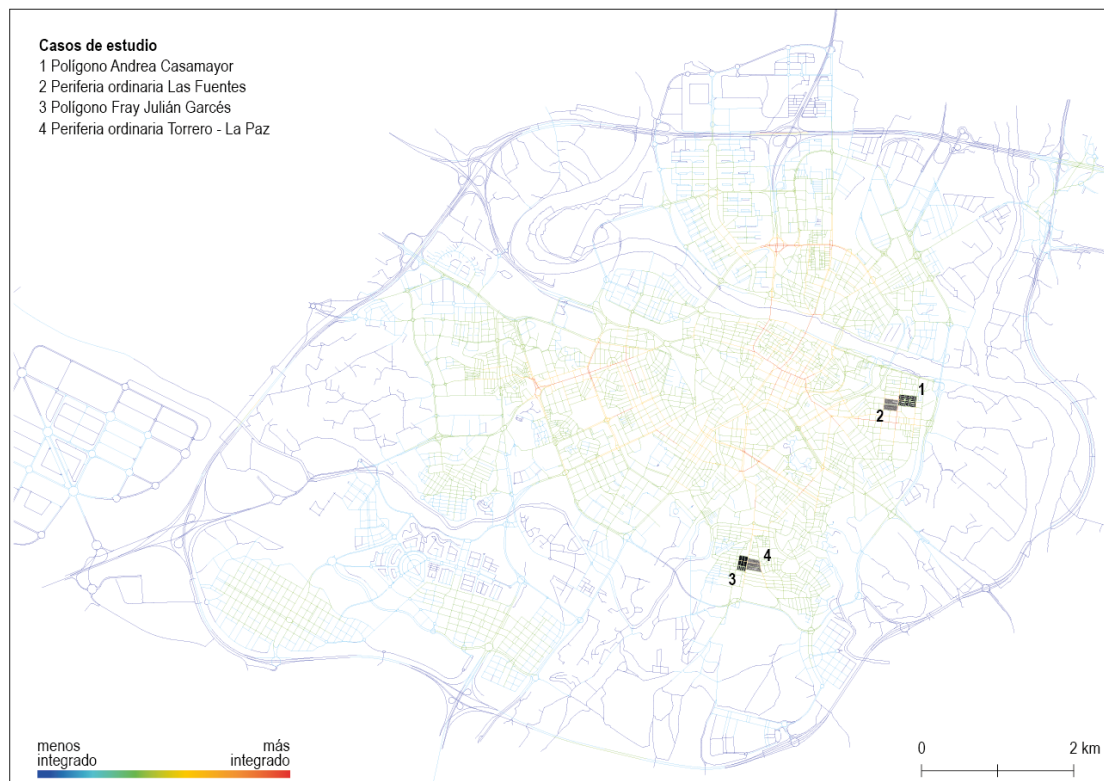 Casos de estudio
1 Polígono Andrea Casamayor
2 Periferia ordinaria Las Fuentes
3 Polígono Fray Julián Garcés
4 Periferia ordinaria Torrero - La Paz
1
2
4
3
menos
integrado
más
integrado
0
2 km